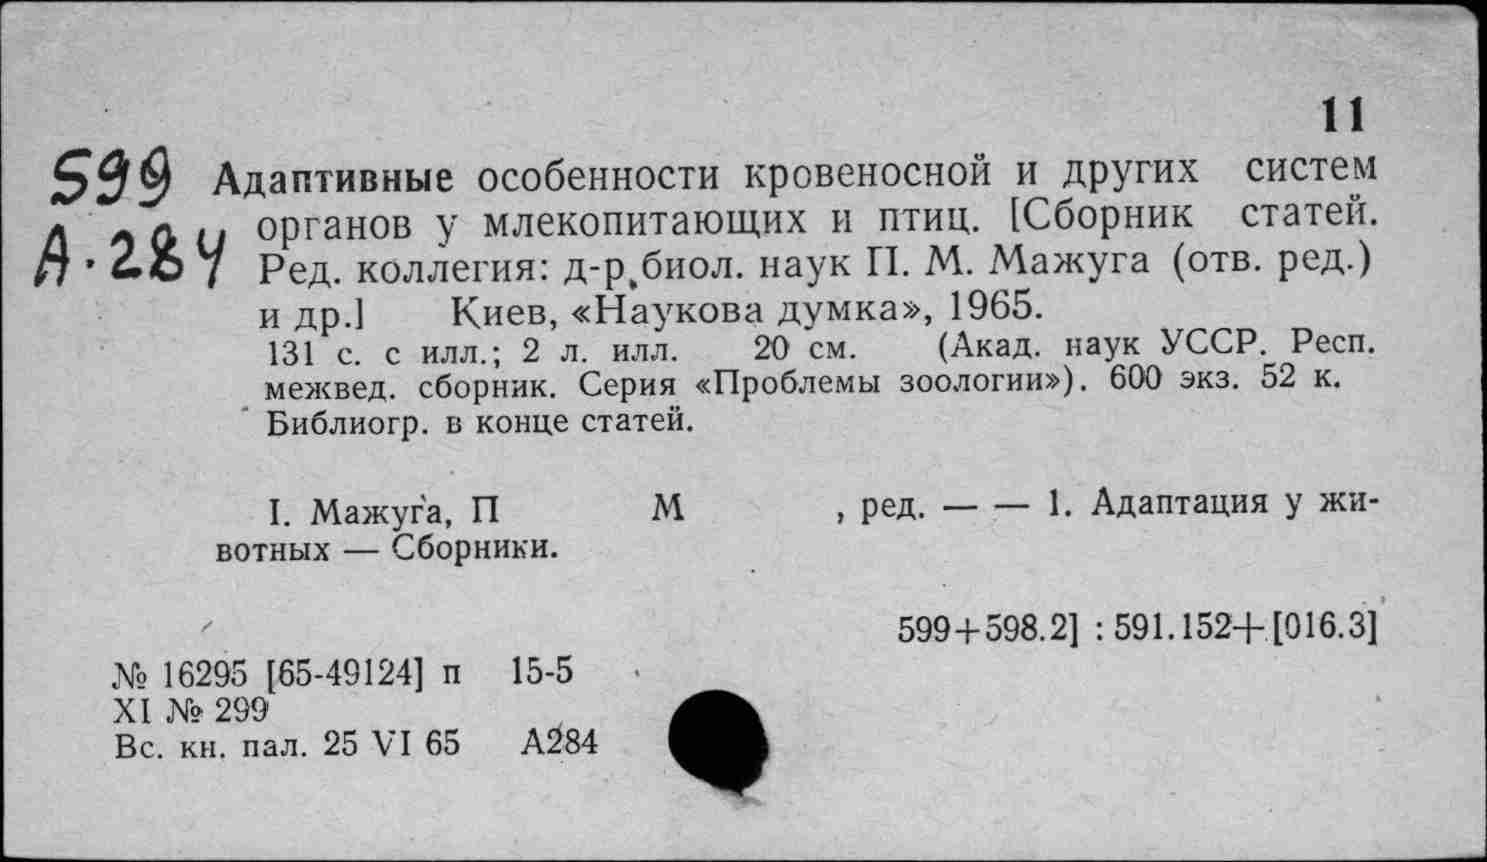 11
599 Адаптивные особенности кровеносной и других систем
А-284 органов у млекопитающих и птиц. [Сборник статей.
Ред. коллегия: д-р биол. наук П. М. Мажуга (отв. ред.)
и др.] Киев, «Наукова думка», 1965.
131 с. с илл.; 2 л. илл. 20 см. (Акад. наук УССР. Респ.
межвед. сборник. Серия «Проблемы зоологии»). 600 экз. 52 к.
Библиогр. в конце статей.
I. Мажуга, П М , ред. — — 1. Адаптация у жи-
вотных — Сборники.
599+598.2] : 591.152+[016.3]
№ 16295 [65-49124] п 15-5
XI № 299
Вс. кн. пал. 25 VI 65 А284